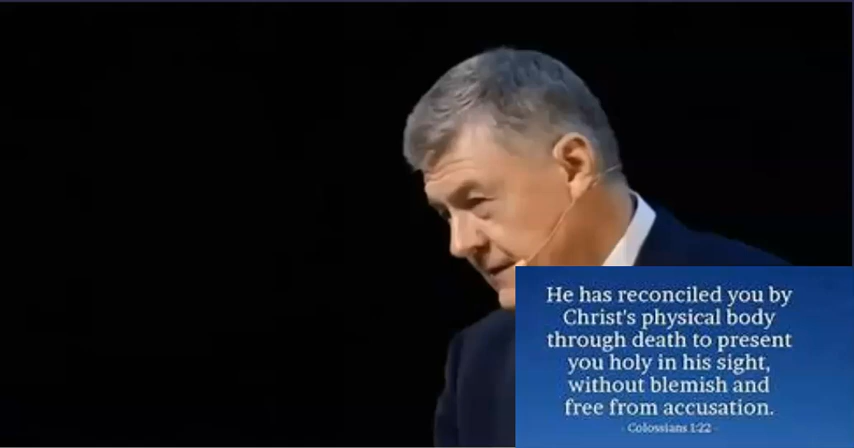 He has reconciled you by
Christ's physical body
through death to present
you holy in his sight,
without blemish and
free from accusation.
- Colossians 1:22 -